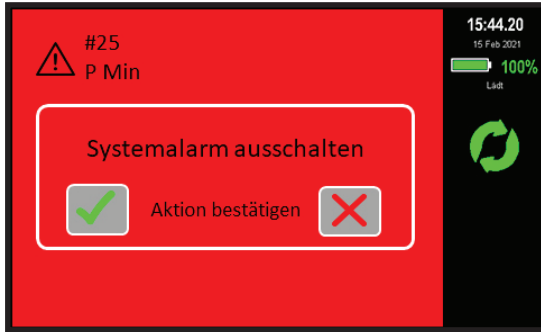 #25
P Min
Systemalarm ausschalten
Aktion bestätigen
15:44.20
15 Feb 2021
100%
Lädt